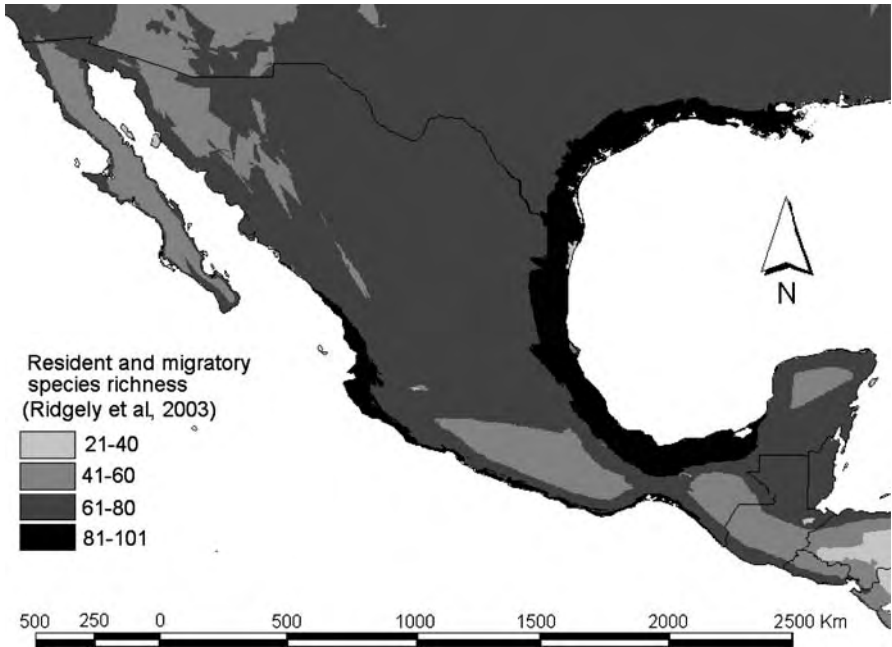 N
Resident and migratory
species richness
(Ridgely et al, 2003)
21-40
41-60
61-80
81-101
500 250 0 500 1000 1500 2000 2500 Km